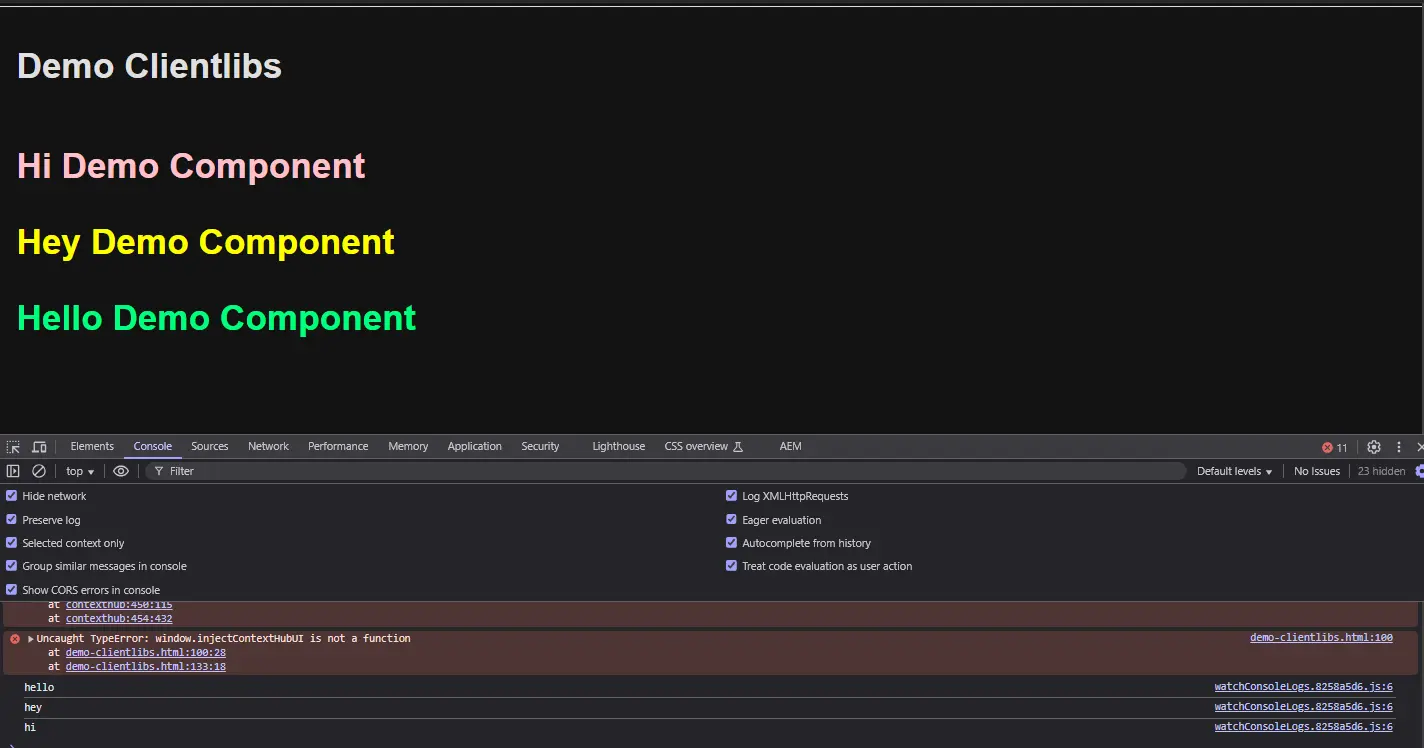 Demo Clientlibs
Hi Demo Component
Hey Demo Component
Hello Demo Component
Elements Console Sources Network Performance Memory Application Security Lighthouse CSS overview AEM 11
top Filter Default levels No Issues 23 hidden
Hide network Log XMLHttpRequests
Preserve log Eager evaluation
Selected context only Autocomplete from history
Group similar messages in console Treat code evaluation as user action
Show CORS errors in console
at contexthub:450:115
at contexthub:454:432
Uncaught TypeError: window.injectContextHubUI is not a function demo-clientlibs.html:100
at demo-clientlibs.html:100:28
at demo-clientlibs.html:133:18
hello watchConsoleLogs.8258a5d6.js:6
hey watchConsoleLogs.8258a5d6.js:6
hi watchConsoleLogs.8258a5d6.js:6